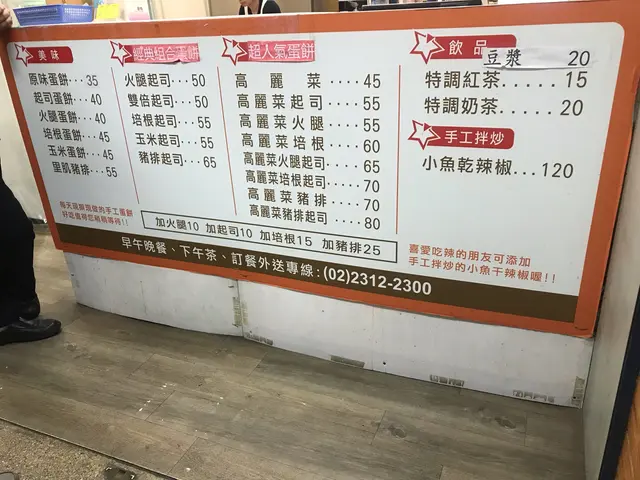 美味
原味蛋餅···35
起司蛋餅···40
火腿蛋餅···40
培根蛋餅···45
玉米蛋餅···45
里肌豬排···55
經典組合蛋餅
火腿起司···50
雙倍起司···50
培根起司···55
玉米起司···55
豬排起司···65
超人氣蛋餅
高麗菜····45
高麗菜起司····55
高麗菜火腿····55
高麗菜培根····60
高麗菜火腿起司····65
高麗菜培根起司····70
高麗菜豬排····70
高麗菜豬排起司····80
飲品
豆漿 20
特調紅茶·····15
特調奶茶····20
手工拌炒
小魚乾辣椒...120
好吃值得您細細等待!!
加火腿10 加起司10 加培根15 加豬排25
喜愛吃辣的朋友可添加
手工拌炒的小魚干辣椒喔!!
早午晚餐、下午茶、訂餐外送專線:(02)2312-2300